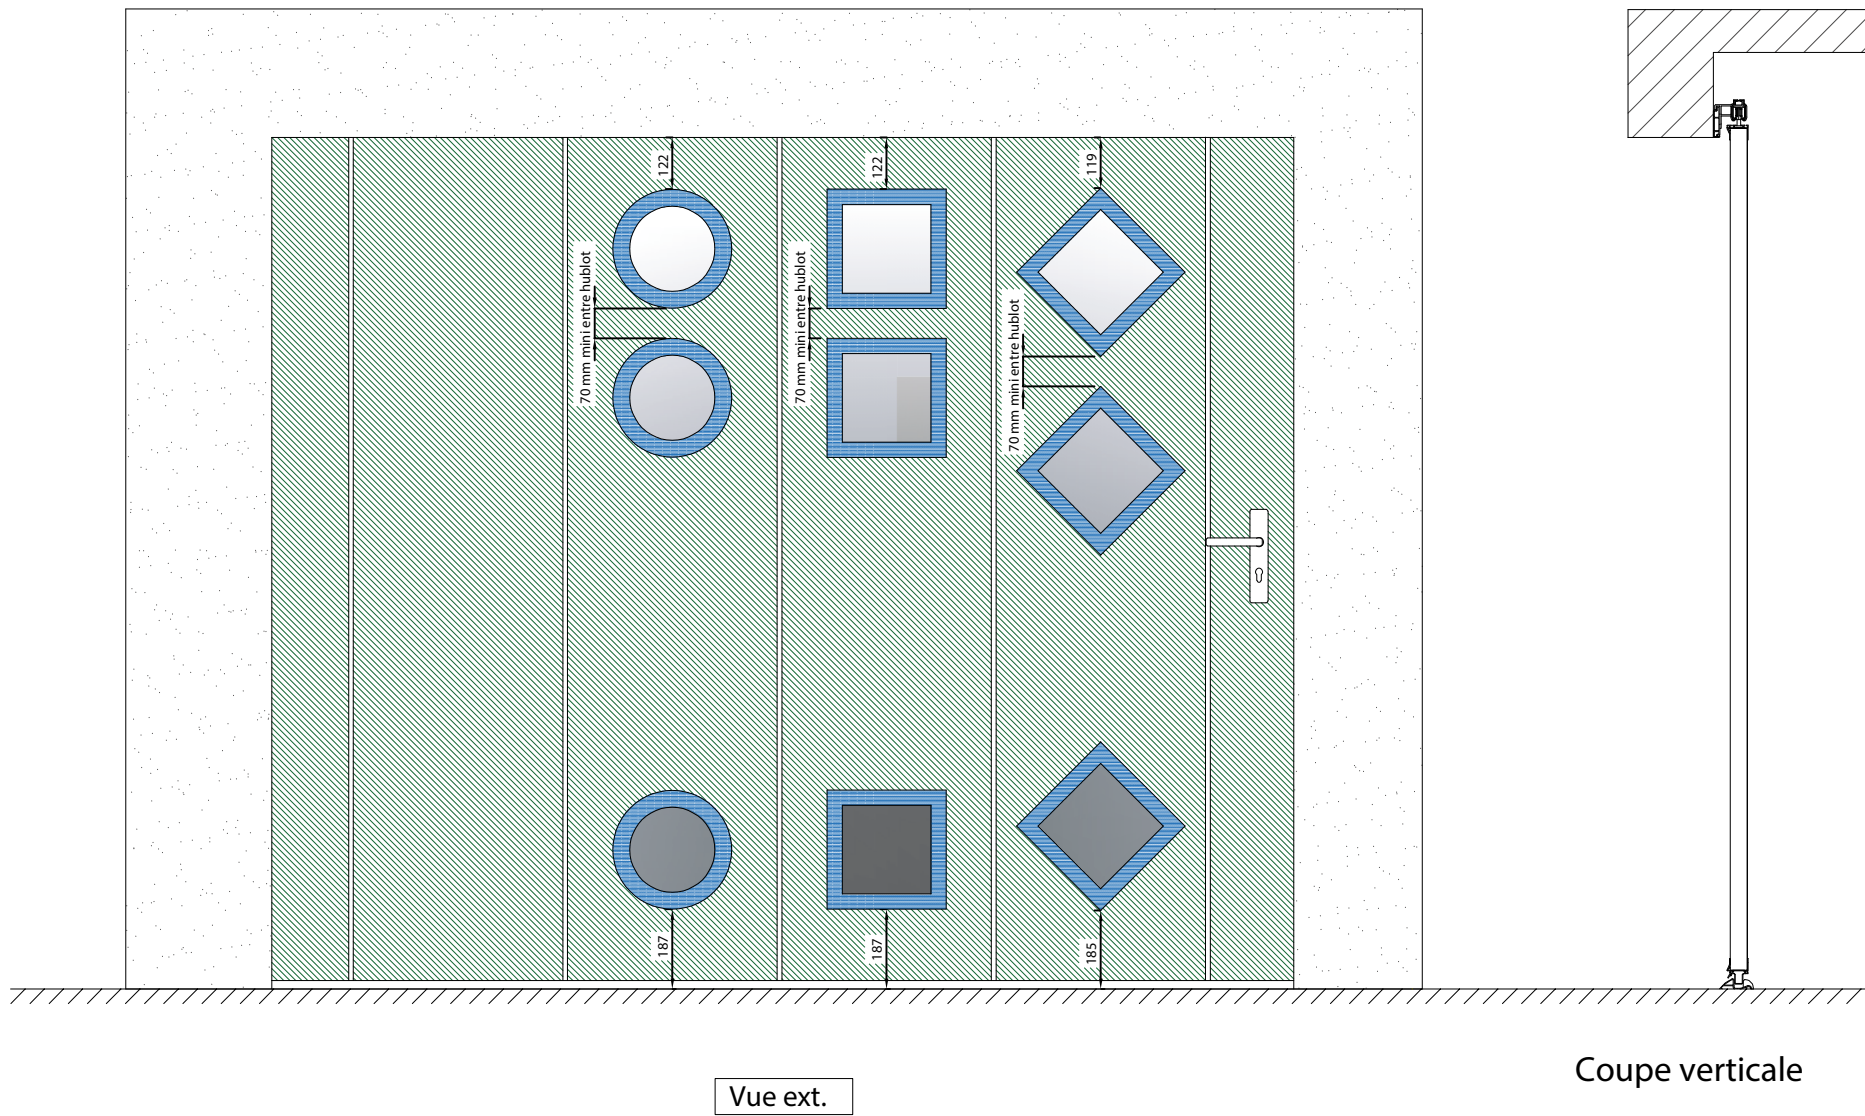 122
122
119
70 mm mini entre hublot
70 mm mini entre hublot
70 mm mini entre hublot
187
187
185
Vue ext.
Coupe verticale